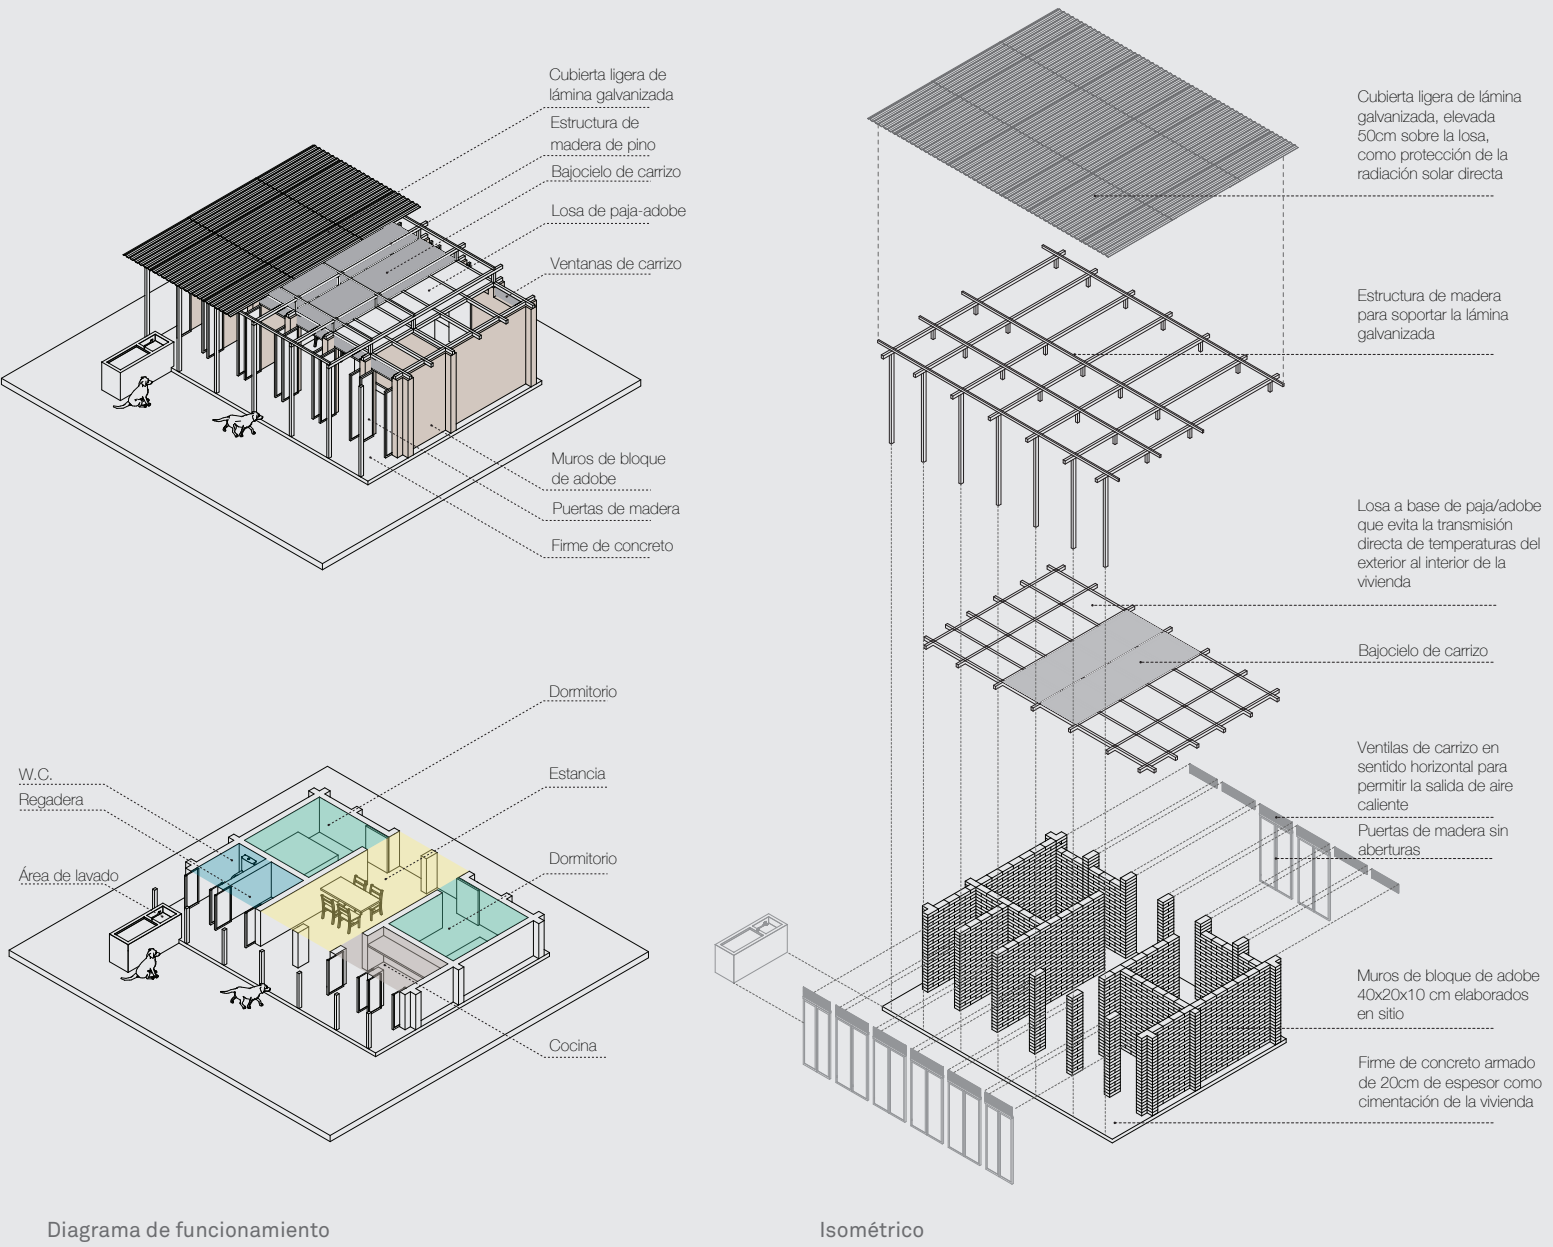 Cubierta ligera de
lámina galvanizada
Estructura de
madera de pino
Bajocielo de carrizo
Losa de paja-adobe
Ventanas de carrizo
Muros de bloque
de adobe
Puertas de madera
Firme de concreto
Dormitorio
W.C.
Estancia
Regadera
Dormitorio
Área de lavado
Cocina
Diagrama de funcionamiento
Cubierta ligera de lámina
galvanizada, elevada
50cm sobre la losa,
como protección de la
radiación solar directa
Estructura de madera
para soportar la lámina
galvanizada
Losa a base de paja/adobe
que evita la transmisión
directa de temperaturas del
exterior al interior de la
vivienda
Bajocielo de carrizo
Ventilas de carrizo en
sentido horizontal para
permitir la salida de aire
caliente
Puertas de madera sin
aberturas
Muros de bloque de adobe
40x20x10 cm elaborados
en sitio
Firme de concreto armado
de 20cm de espesor como
cimentación de la vivienda
Isométrico